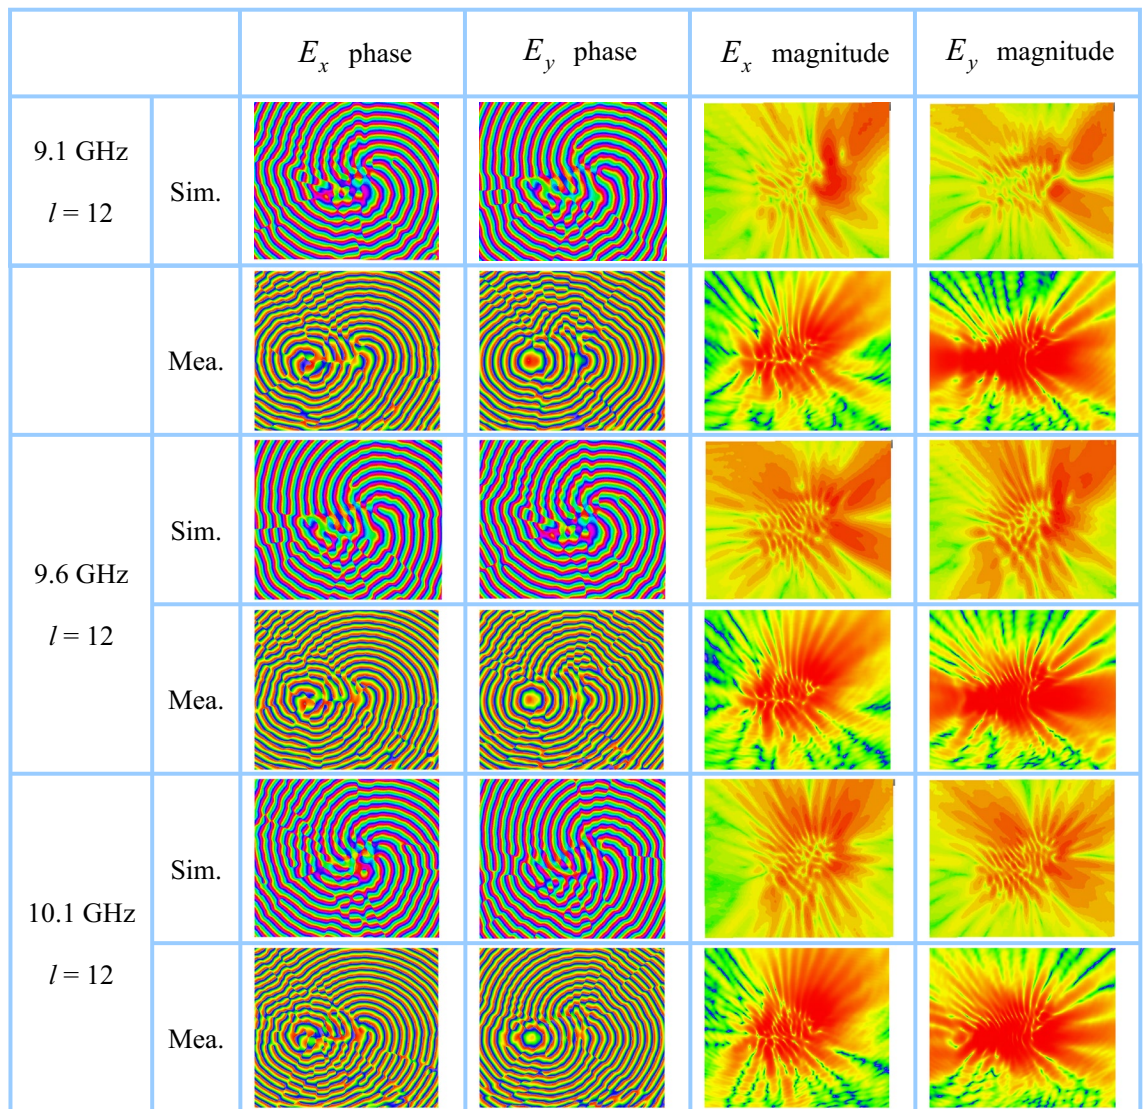 E_x phase
E_y phase
E_x magnitude
E_y magnitude
9.1 GHz
l = 12
Sim.
Mea.
9.6 GHz
l = 12
Sim.
Mea.
10.1 GHz
l = 12
Sim.
Mea.